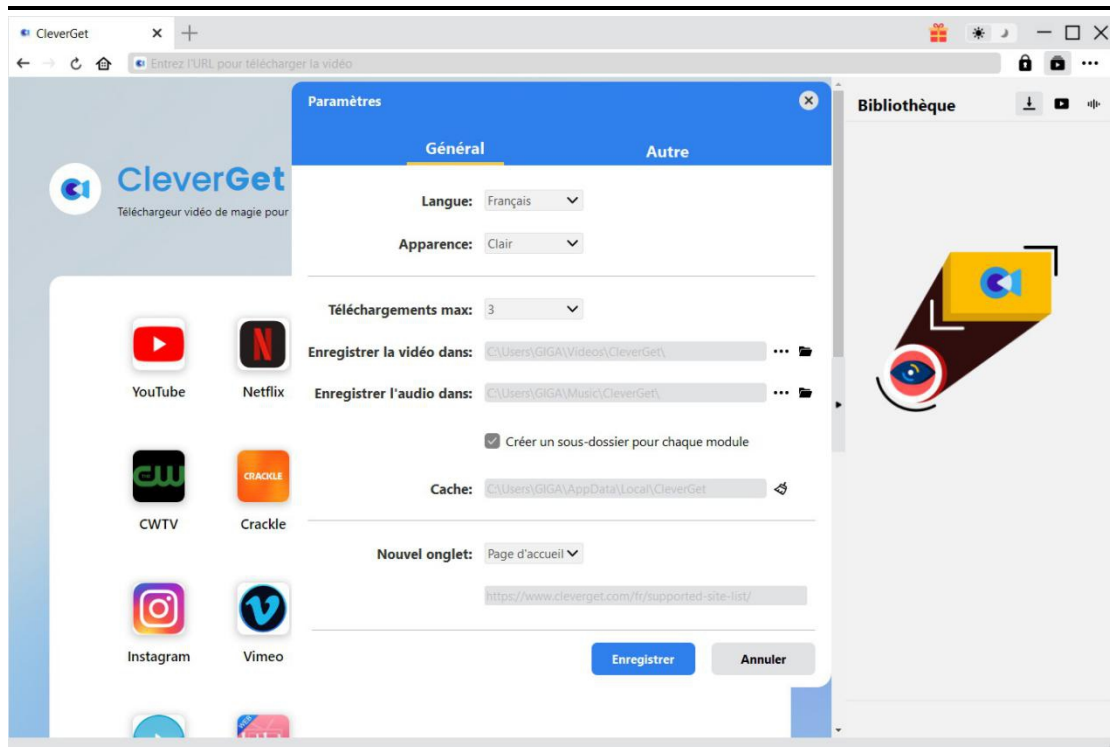 CleverGet
Entrez l'URL pour télécharger la vidéo
Paramètres
Bibliothèque
Général
Autre
CleverGet
Téléchargeur vidéo de magie pour
Langue: Français
Apparence: Clair
Téléchargements max: 3
Enregistrer la vidéo dans: C:\Users\GIGA\Videos\CleverGet\
Enregistrer l'audio dans: C:\Users\GIGA\Music\CleverGet\
Créer un sous-dossier pour chaque module
Cache: C:\Users\GIGA\AppData\Local\CleverGet
Nouvel onglet: Page d'accueil
https://www.cleverget.com/fr/supported-site-list/
Enregistrer
Annuler
YouTube
N
Netflix
CW
CRACKLE
CWTV
Crackle
Instagram
Vimeo
WEB